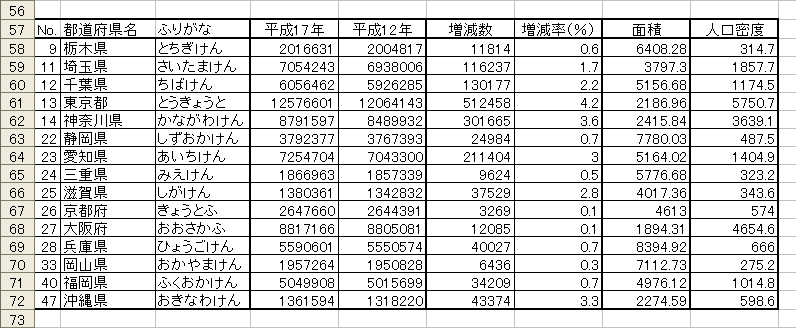 56
57 No. 都道府県名 ふりがな 平成17年 平成12年 増減数 増減率(%) 面積 人口密度
58 9 栃木県 とちぎけん 2016631 2004817 11814 0.6 6408.28 314.7
59 11 埼玉県 さいたまけん 7054243 6938006 116237 1.7 3797.3 1857.7
60 12 千葉県 ちばけん 6056462 5926285 130177 2.2 5156.68 1174.5
61 13 東京都 とうきょうと 12576601 12064143 512458 4.2 2186.96 5750.7
62 14 神奈川県 かながわけん 8791597 8489932 301665 3.6 2415.84 3639.1
63 22 静岡県 しずおかけん 3792377 3767393 24984 0.7 7780.03 487.5
64 23 愛知県 あいちけん 7254704 7043300 211404 3 5164.02 1404.9
65 24 三重県 みえけん 1866963 1857339 9624 0.5 5776.68 323.2
66 25 滋賀県 しがけん 1380361 1342832 37529 2.8 4017.36 343.6
67 26 京都府 きょうとふ 2647660 2644391 3269 0.1 4613 574
68 27 大阪府 おおさかふ 8817166 8805081 12085 0.1 1894.31 4654.6
69 28 兵庫県 ひょうごけん 5590601 5550574 40027 0.7 8394.92 666
70 33 岡山県 おかやまけん 1957264 1950828 6436 0.3 7112.73 275.2
71 40 福岡県 ふくおかけん 5049908 5015699 34209 0.7 4976.12 1014.8
72 47 沖縄県 おきなわけん 1361594 1318220 43374 3.3 2274.59 598.6
73